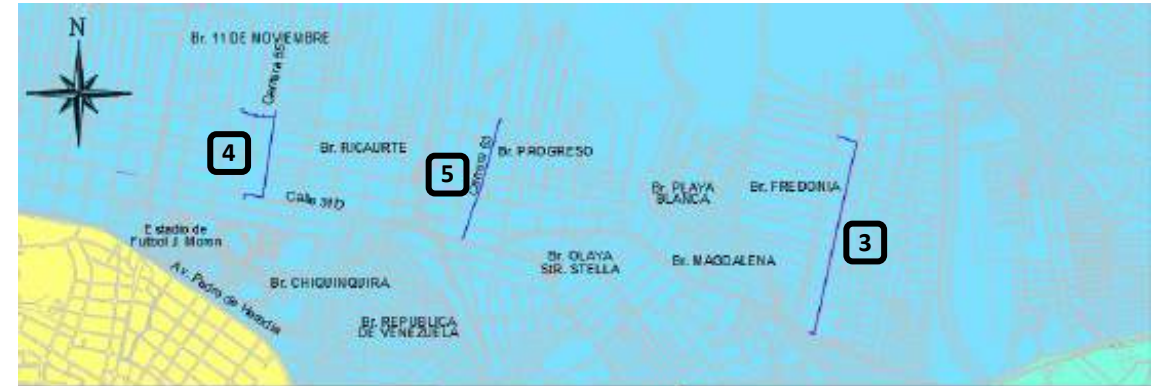 N
Br. 11 DE NOVIEMBRE
Carrera 65
4
Br. RICAURTE
5
Br. PROGRESO
Br. PLAYA
BLANCA
Br. FREDONIA
Calle 31D
Estadio de
Futbol J. Moron
3
Br. OLAYA
Br. MAGDALENA
Av. Pedro de Heredia
Br. CHIQUINQUIRA
Br. REPUBLICA
DE VENEZUELA